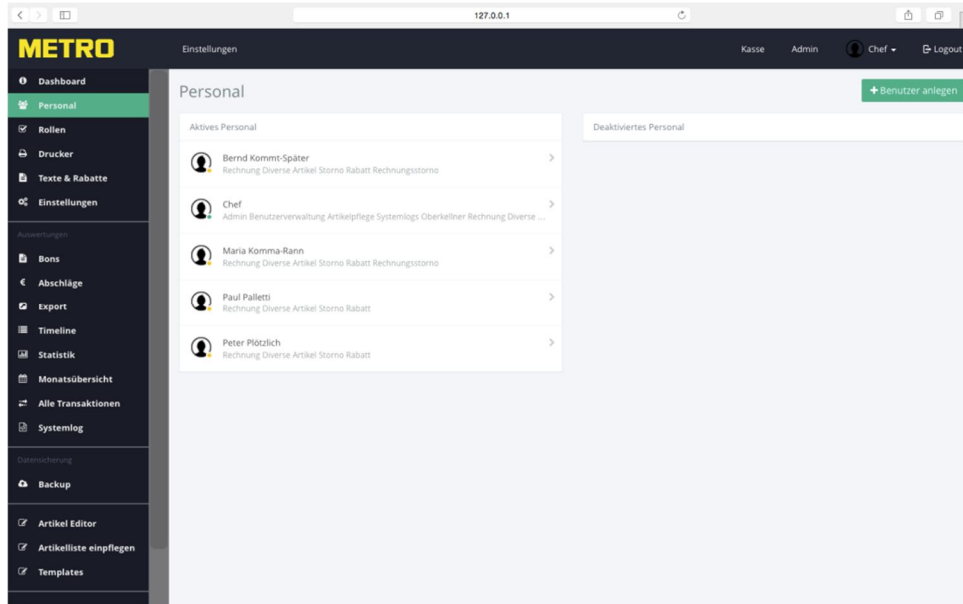 127.0.0.1
METRO
Einstellungen
Kasse
Admin
Chef
Logout
Dashboard
Personal
Rollen
Drucker
Texte & Rabatte
Einstellungen
Auswertungen
Bons
Abschläge
Export
Timeline
Statistik
Monatsübersicht
Alle Transaktionen
Systemlog
Datensicherung
Backup
Artikel Editor
Artikelliste einpflegen
Templates
Personal
+ Benutzer anlegen
Aktives Personal
Bernd Kommt-Später
Rechnung Diverse Artikel Storno Rabatt Rechnungsstorno
Chef
Admin Benutzerverwaltung Artikelpflege Systemlogs Oberkellner Rechnung Diverse ...
Maria Komma-Rann
Rechnung Diverse Artikel Storno Rabatt Rechnungsstorno
Paul Palletti
Rechnung Diverse Artikel Storno Rabatt
Peter Plötzlich
Rechnung Diverse Artikel Storno Rabatt
Deaktiviertes Personal